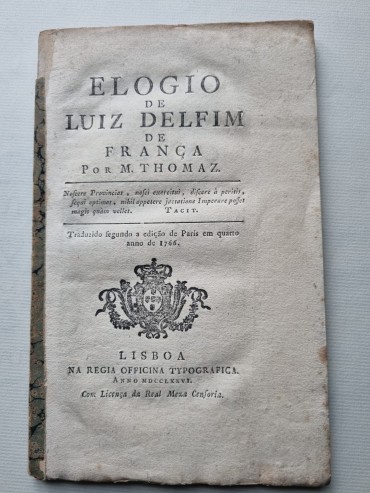 ELOGIO
DE
LUIZ DELFIM
DE
FRANÇA
POR M. THOMAZ.
Noscere Provincias, nosci exercitui, discere à peritis,
sequi optimos, nihil appetere jactatione Imperare posset
magis quàm vellet. TACIT.
Traduzido segundo a edição de Paris em quarto
anno de 1766.
LISBOA
NA REGIA OFFICINA TYPOGRAFICA.
ANNO MDCCLXXVI.
Com Licença da Real Meza Censoria.